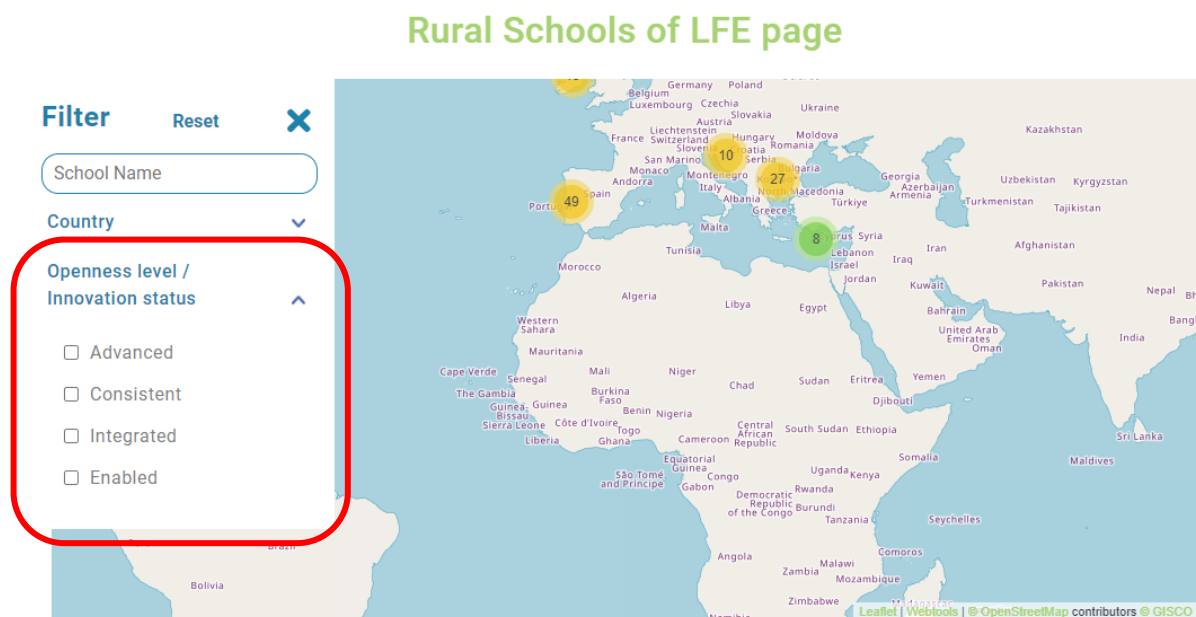 Rural Schools of LFE page
Filter
Reset
School Name
Country
Openness level /
Innovation status
Advanced
Consistent
Integrated
Enabled
Germany
Poland
Belgium
Luxembourg
Czechia
Slovakia
Ukraine
Austria
Liechtenstein
France
Switzerland
Hungary
Moldova
Kazakhstan
Romania
San Marino
10
Serbia
Monaco
Andorra
Montenegro
27
Italy
North Macedonia
Albania
Greece
Türkiye
Georgia
Armenia
Azerbaijan
Uzbekistan
Kyrgyzstan
Turkmenistan
Tajikistan
49
Spain
Malta
8
Syria
Lebanon
Israel
Jordan
Iraq
Iran
Afghanistan
Tunisia
Morocco
Algeria
Libya
Egypt
Kuwait
Pakistan
Nepal
Bahrain
United Arab
Emirates
Oman
India
Western
Sahara
Mauritania
Cape Verde
Senegal
Mali
Niger
Chad
Sudan
Eritrea
Yemen
The Gambia
Burkina
Faso
Djibouti
Guinea-
Bissau
Guinea
Benin
Nigeria
Sierra Leone
Côte d'Ivoire
Togo
Liberia
Ghana
Cameroon
Central
African
Republic
South Sudan
Ethiopia
Sri Lanka
Maldives
Somalia
Equatorial
Guinea
São Tomé
and Príncipe
Gabon
Congo
Uganda
Kenya
Democratic
Republic
of the Congo
Rwanda
Burundi
Tanzania
Seychelles
Brazil
Bolivia
Angola
Comoros
Zambia
Malawi
Mozambique
Zimbabwe
Leaflet | Webtools | © OpenStreetMap contributors © GISCO